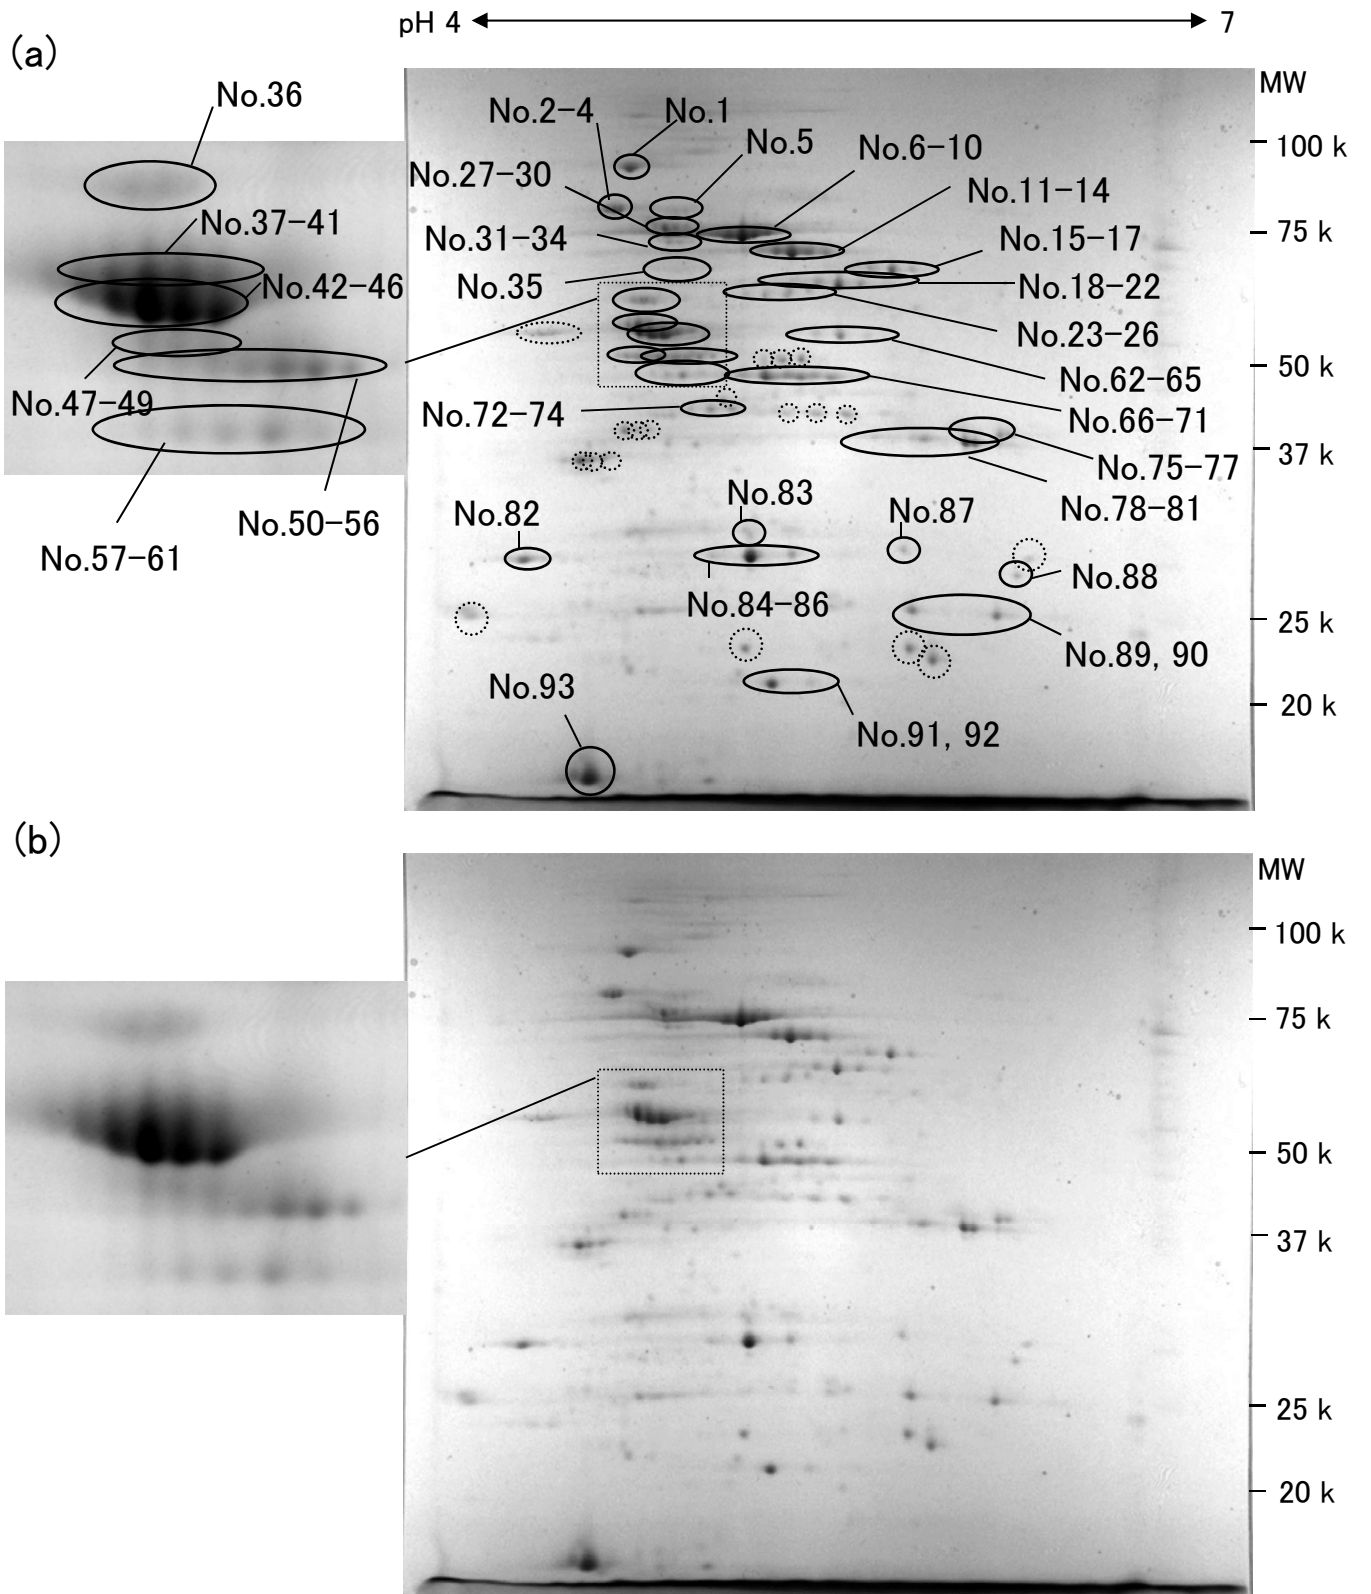 pH 4 7
(a)
MW
No.36
No.2-4
No.1
No.5
No.6-10
100 k
No.27-30
No.11-14
No.37-41
No.31-34
No.15-17
75 k
No.42-46
No.35
No.18-22
No.23-26
50 k
No.62-65
No.47-49
No.72-74
No.66-71
37 k
No.75-77
No.50-56
No.82
No.83
No.87
No.78-81
No.57-61
No.88
No.84-86
25 k
No.89, 90
No.93
20 k
No.91, 92
(b)
MW
100 k
75 k
50 k
37 k
25 k
20 k